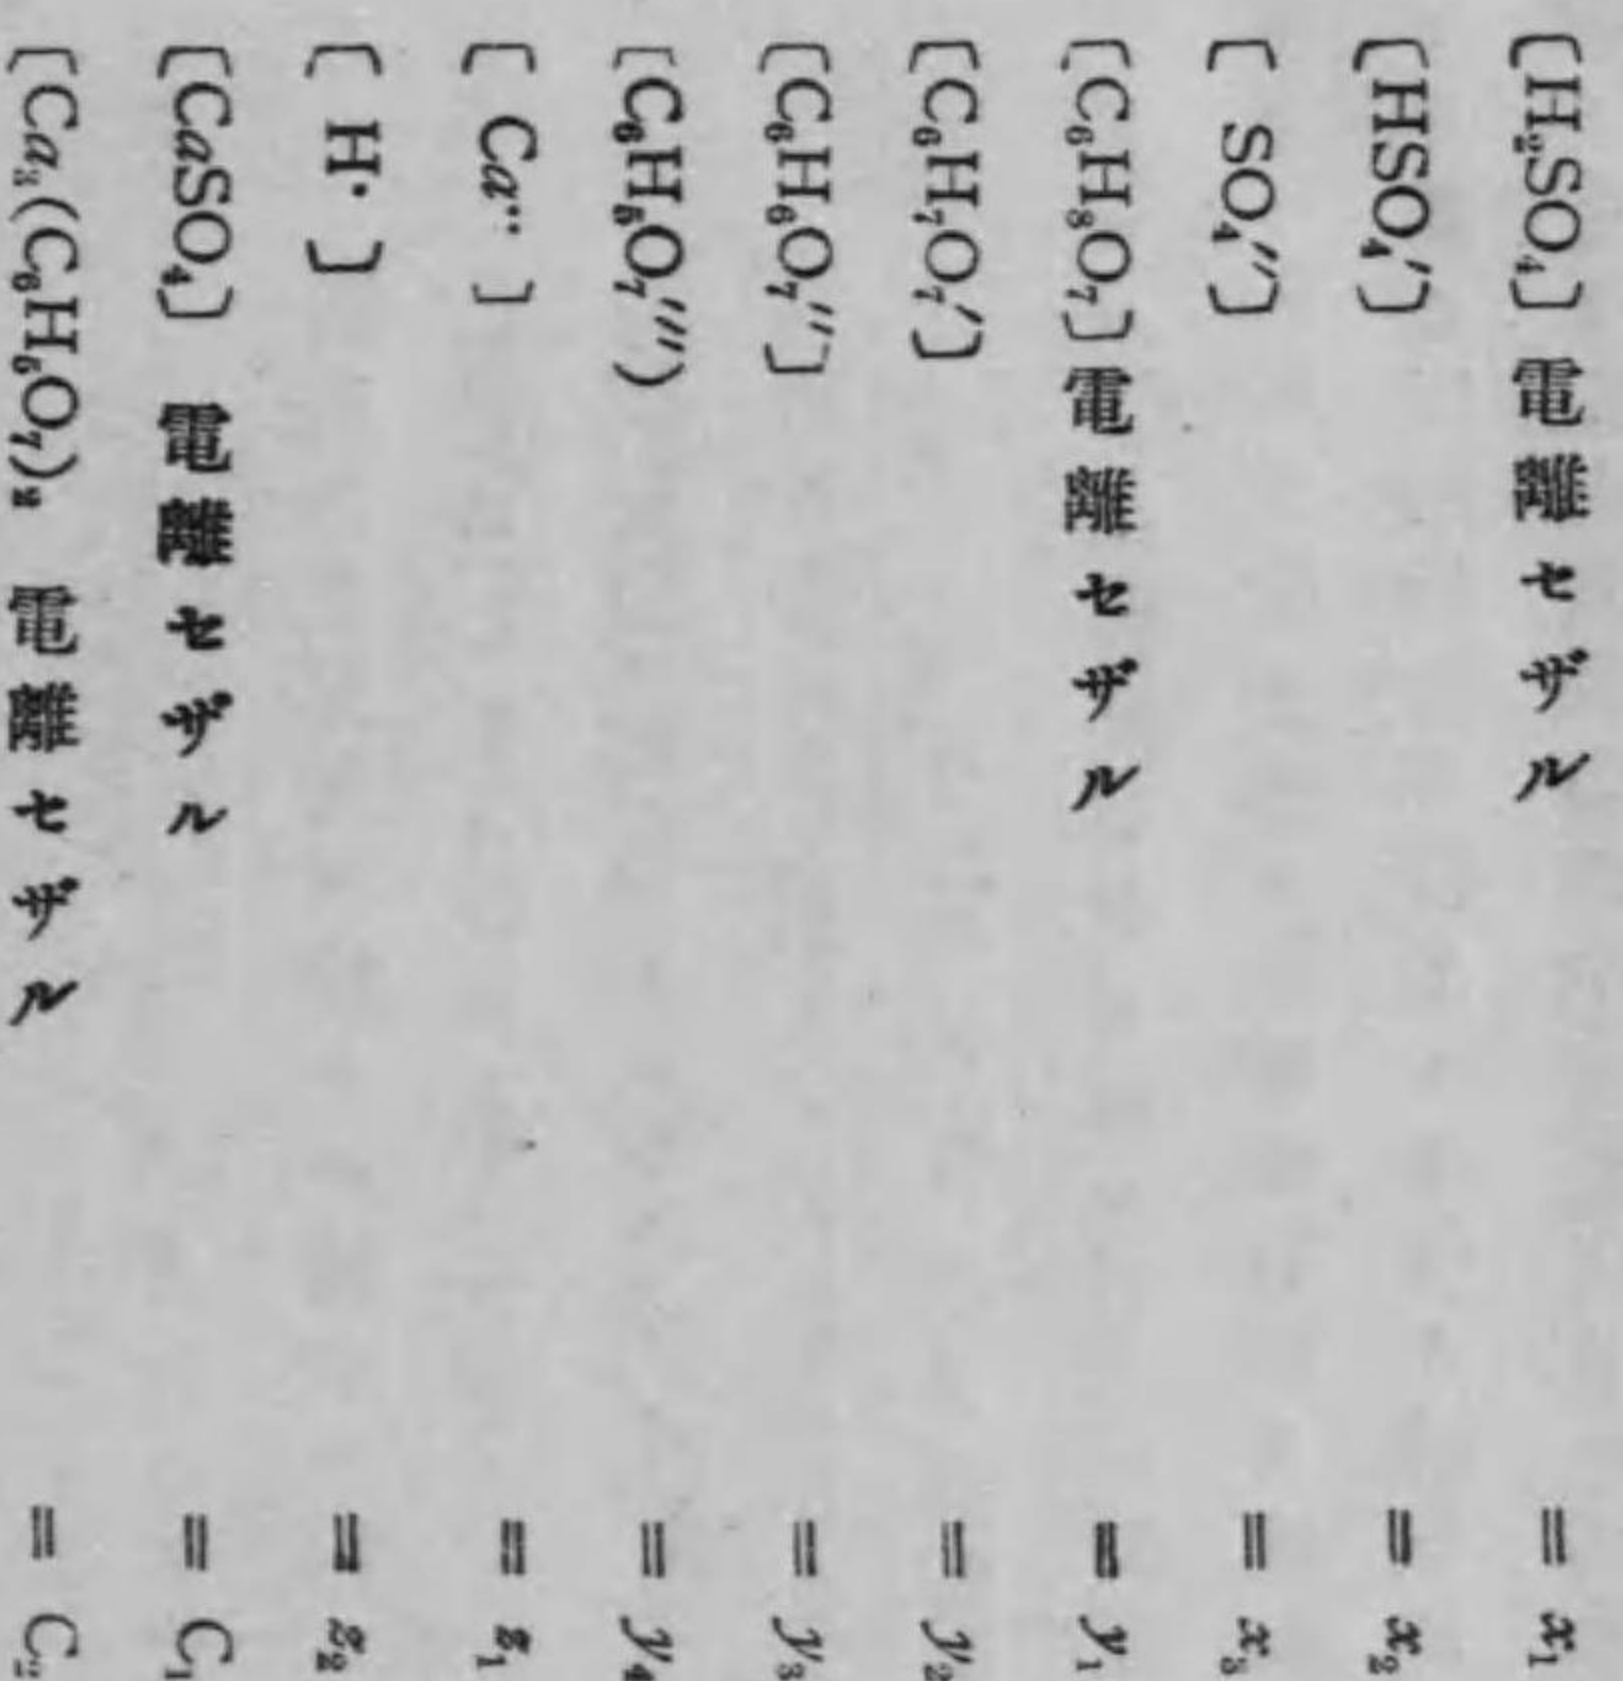 [H₂SO₄] 電離セザル = x₁
[HSO₄′] = x₂
[SO₄″] = x₃
[C₆H₈O₇] 電離セザル = y₁
[C₆H₇O₇′] = y₂
[C₆H₆O₇″] = y₃
[C₆H₅O₇‴) = y₄
[Ca··] = z₁
[H·] = z₂
[CaSO₄] 電離セザル = C₁
[Ca₃(C₆H₅O₇)₂ 電離セザル = C₂